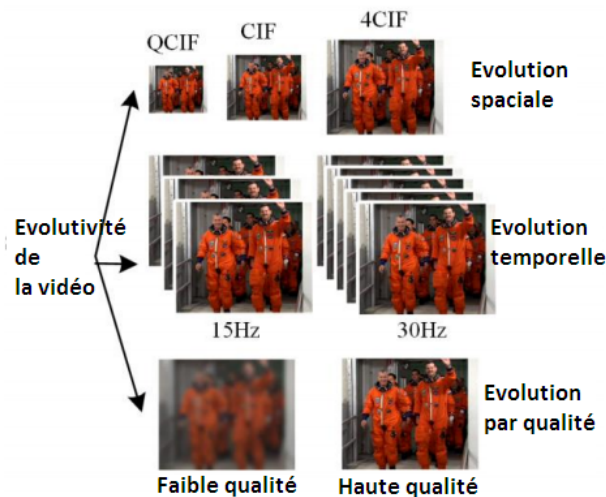 QCIF CIF 4CIF
Evolution
spaciale
Evolutivité
de
la vidéo
Evolution
temporelle
15Hz 30Hz
Evolution
par qualité
Faible qualité Haute qualité